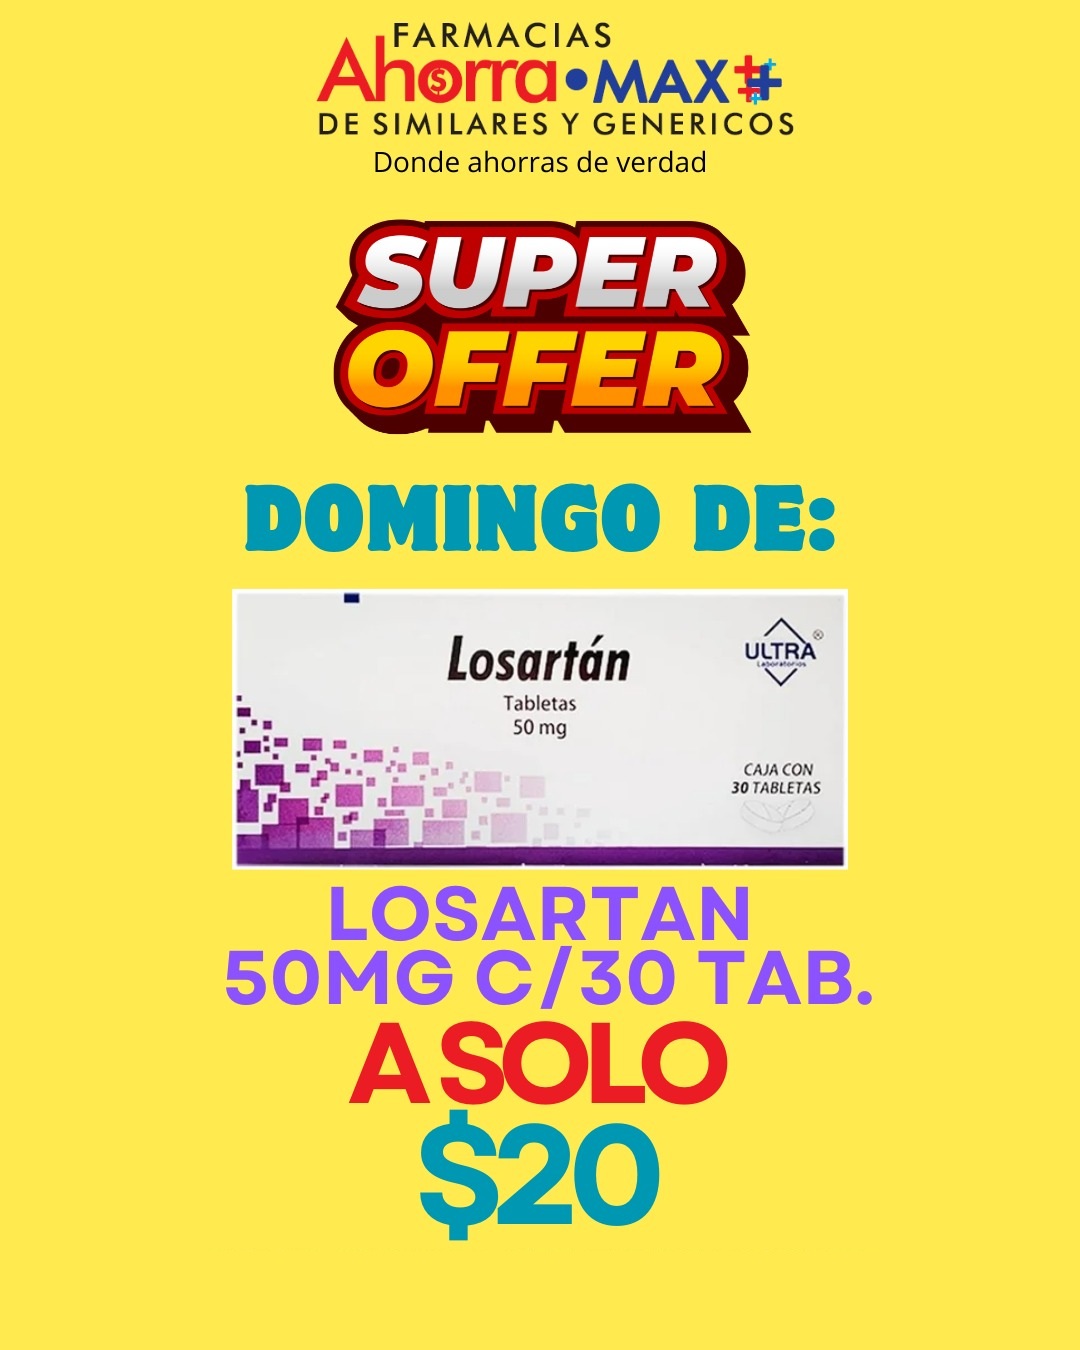 FARMACIAS
Ahorra•MAX
DE SIMILARES Y GENERICOS
Donde ahorras de verdad
SUPER
OFFER
DOMINGO DE:
Losartán
Tabletas
50 mg
ULTRA®
Laboratorios
CAJA CON
30 TABLETAS
LOSARTAN
50MG C/30 TAB.
A SOLO
$20